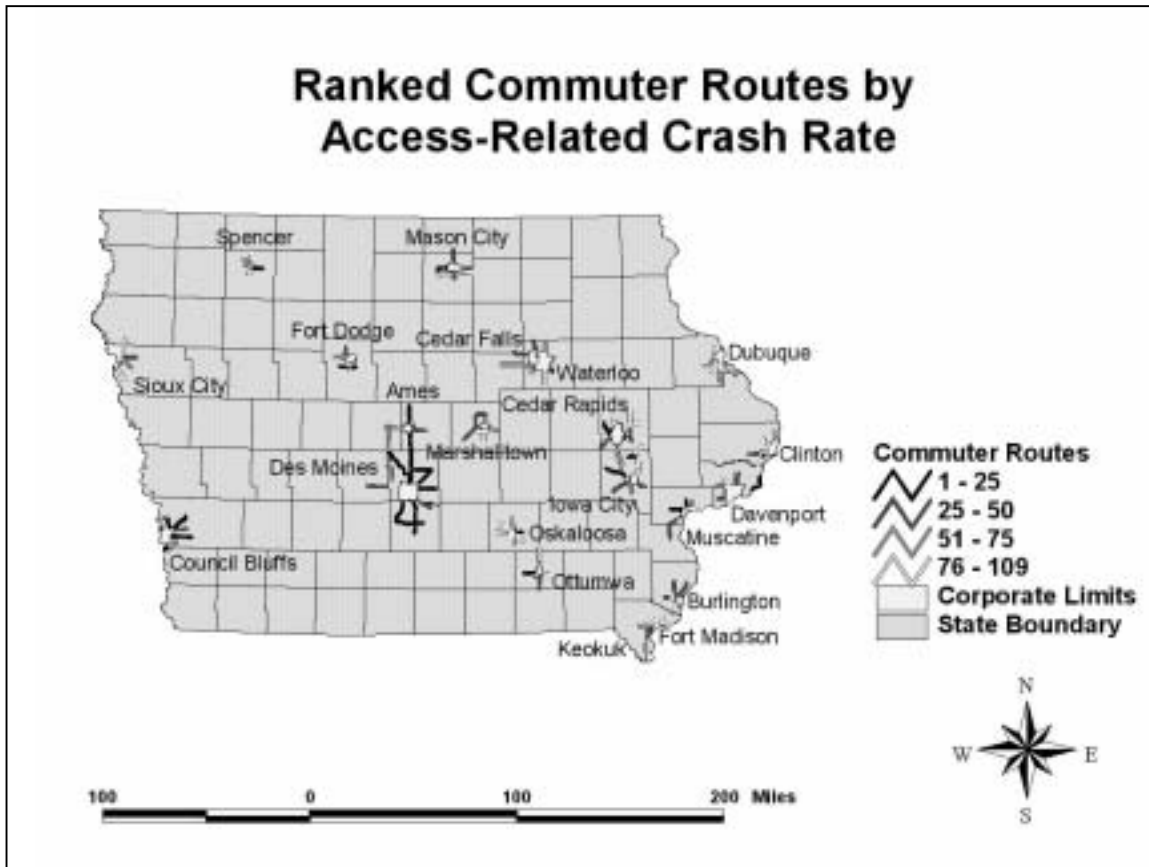 Ranked Commuter Routes by
Access-Related Crash Rate
Spencer
Mason City
Fort Dodge
Cedar Falls
Dubuque
Waterloo
Sioux City
Ames
Cedar Rapids
Marshalltown
Clinton
Des Moines
Iowa City
Davenport
Oskaloosa
Muscatine
Council Bluffs
Ottumwa
Burlington
Fort Madison
Keokuk
Commuter Routes
1 - 25
25 - 50
51 - 75
76 - 109
Corporate Limits
State Boundary
N
W E
S
100 0 100 200 Miles